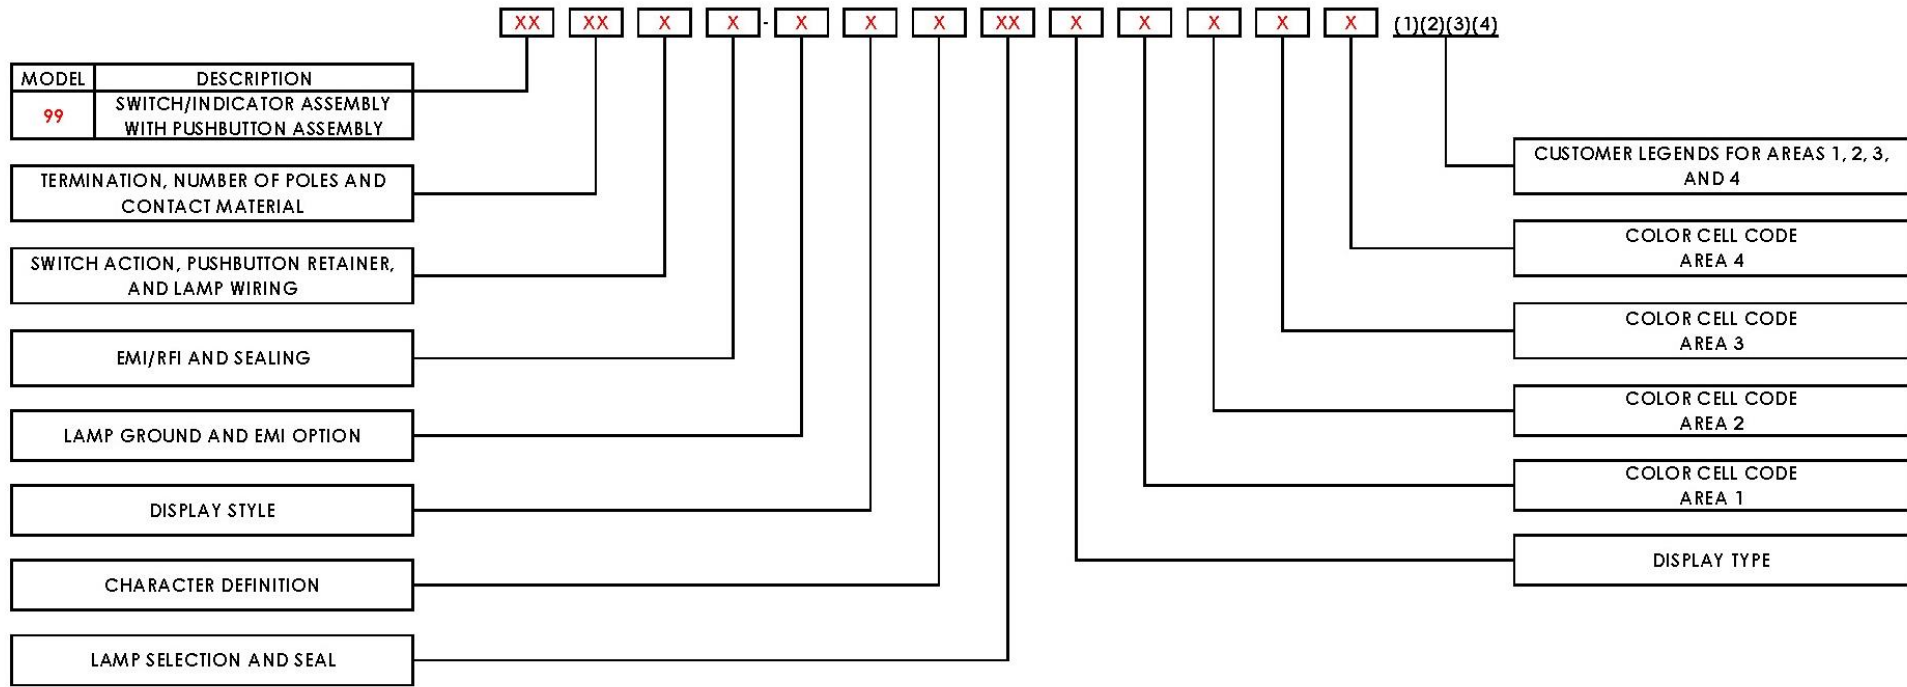 XX XX X X - X X X XX X X X X X (1)(2)(3)(4)
MODEL DESCRIPTION
99 SWITCH/INDICATOR ASSEMBLY
WITH PUSHBUTTON ASSEMBLY
TERMINATION, NUMBER OF POLES AND
CONTACT MATERIAL
SWITCH ACTION, PUSHBUTTON RETAINER,
AND LAMP WIRING
EMI/RFI AND SEALING
LAMP GROUND AND EMI OPTION
DISPLAY STYLE
CHARACTER DEFINITION
LAMP SELECTION AND SEAL
CUSTOMER LEGENDS FOR AREAS 1, 2, 3,
AND 4
COLOR CELL CODE
AREA 4
COLOR CELL CODE
AREA 3
COLOR CELL CODE
AREA 2
COLOR CELL CODE
AREA 1
DISPLAY TYPE